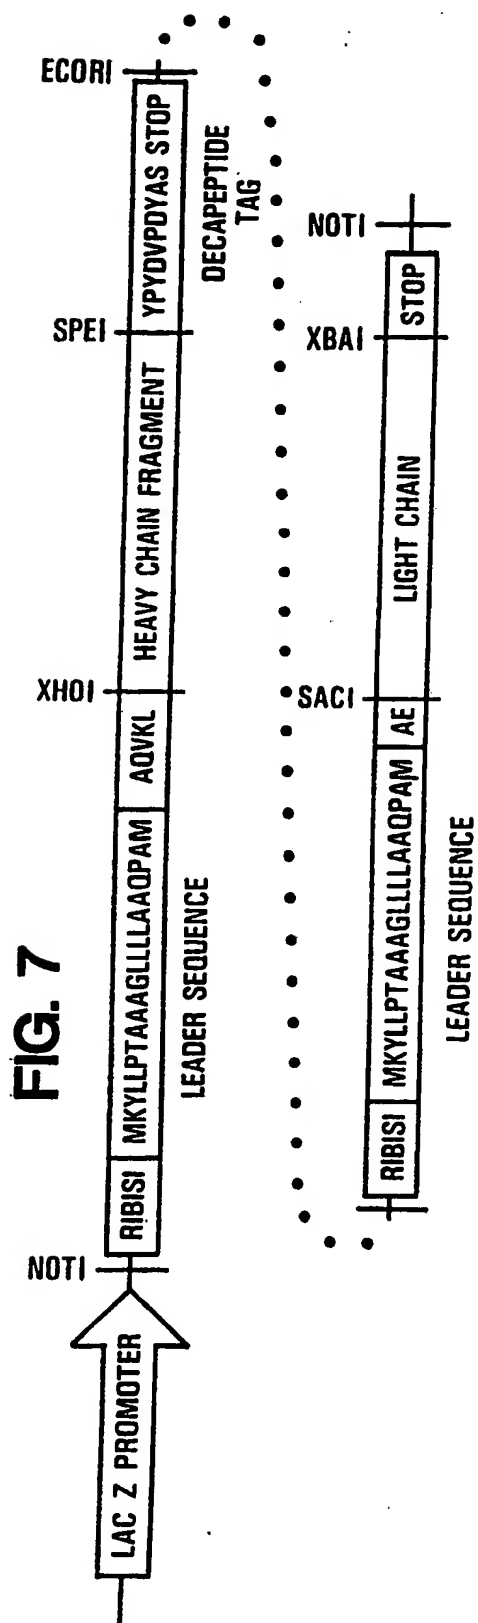 FIG. 7
LAC Z PROMOTER
NOTI
RIBISI
MKYLLPTAAAGLLLLAAQPAM
LEADER SEQUENCE
AQVKL
XHOI
HEAVY CHAIN FRAGMENT
SPEI
YPYDVPDYAS STOP
DECAPEPTIDE
TAG
ECORI
RIBISI
MKYLLPTAAAGLLLLAAQPAM
LEADER SEQUENCE
AE
SACI
LIGHT CHAIN
XBAI
STOP
NOTI